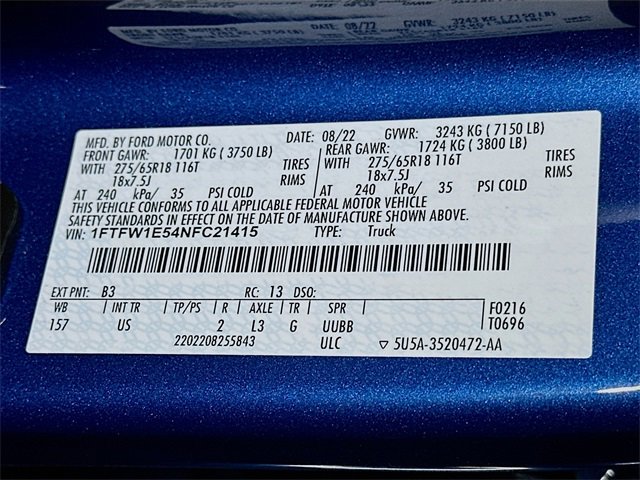 MFD. BY FORD MOTOR CO. DATE: 08/22 GVWR: 3243 KG ( 7150 LB)
FRONT GAWR: 1701 KG ( 3750 LB) REAR GAWR: 1724 KG ( 3800 LB)
WITH 275/65R18 116T TIRES WITH 275/65R18 116T TIRES
18x7.5J RIMS 18x7.5J RIMS
AT 240 kPa/ 35 PSI COLD AT 240 kPa/ 35 PSI COLD
THIS VEHICLE CONFORMS TO ALL APPLICABLE FEDERAL MOTOR VEHICLE
SAFETY STANDARDS IN EFFECT ON THE DATE OF MANUFACTURE SHOWN ABOVE.
VIN: 1FTFW1E54NFC21415 TYPE: Truck
EXT PNT: B3 RC: 13 DSO:
WB INT TR TP/PS R AXLE TR SPR F0216
157 US 2 L3 G UUBB T0696
2202208255843 ULC ▽ 5U5A-3520472-AA